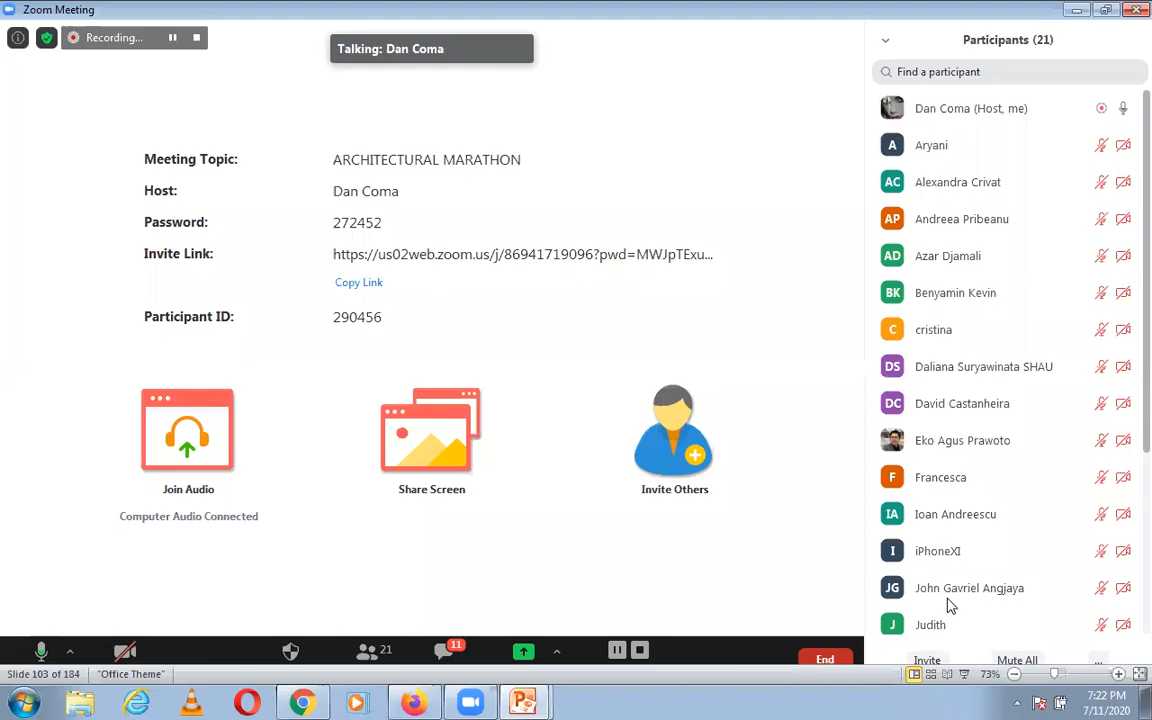 Zoom Meeting
Recording...
Talking: Dan Coma
Meeting Topic: ARCHITECTURAL MARATHON
Host: Dan Coma
Password: 272452
Invite Link: https://us02web.zoom.us/j/86941719096?pwd=MWJpTExu...
Copy Link
Participant ID: 290456
Join Audio
Computer Audio Connected
Share Screen
Invite Others
Participants (21)
Find a participant
Dan Coma (Host, me)
A Aryani
AC Alexandra Crivat
AP Andreea Pribeanu
AD Azar Djamali
BK Benyamin Kevin
C cristina
DS Daliana Suryawinata SHAU
DC David Castanheira
Eko Agus Prawoto
F Francesca
IA Ioan Andreescu
I iPhoneXI
JG John Gavriel Angjaya
J Judith
Invite Mute All ...
21
11
End
Slide 103 of 184 "Office Theme" 73%
7:22 PM
7/11/2020